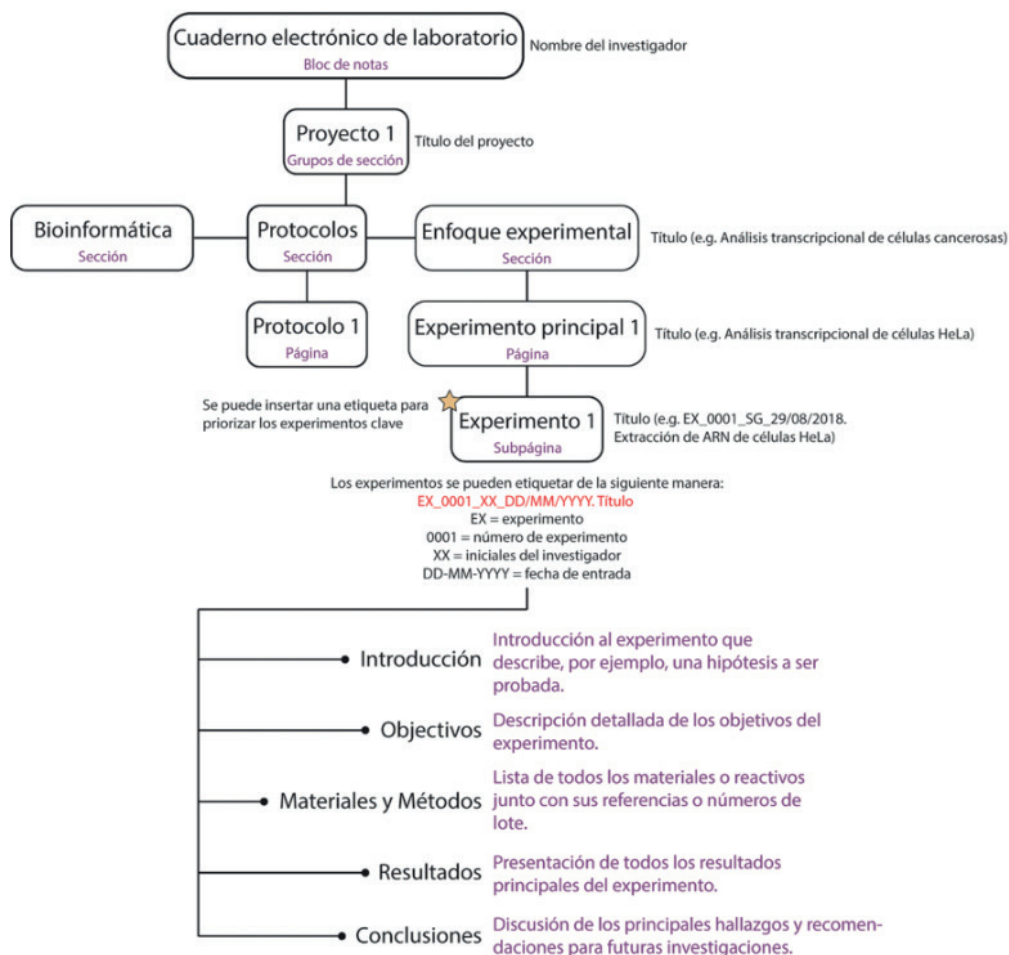 Cuaderno electrónico de laboratorio
Bloc de notas
Nombre del investigador
Proyecto 1
Grupos de sección
Título del proyecto
Bioinformática
Sección
Protocolos
Sección
Enfoque experimental
Sección
Título (e.g. Análisis transcripcional de células cancerosas)
Protocolo 1
Página
Experimento principal 1
Página
Título (e.g. Análisis transcripcional de células HeLa)
Se puede insertar una etiqueta para
priorizar los experimentos clave
Experimento 1
Subpágina
Título (e.g. EX_0001_SG_29/08/2018.
Extracción de ARN de células HeLa)
Los experimentos se pueden etiquetar de la siguiente manera:
EX_0001_XX_DD/MM/YYYY. Título
EX = experimento
0001 = número de experimento
XX = iniciales del investigador
DD-MM-YYYY = fecha de entrada
Introducción
Introducción al experimento que
describe, por ejemplo, una hipótesis a ser
probada.
Objectivos
Descripción detallada de los objetivos del
experimento.
Materiales y Métodos
Lista de todos los materiales o reactivos
junto con sus referencias o números de
lote.
Resultados
Presentación de todos los resultados
principales del experimento.
Conclusiones
Discusión de los principales hallazgos y recomen-
daciones para futuras investigaciones.